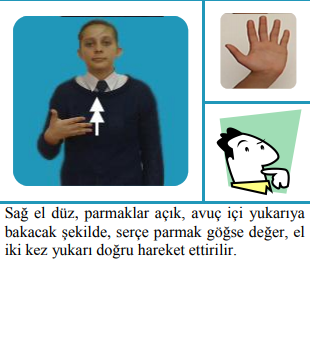 Sağ el düz, parmaklar açık, avuç içi yukarıya
bakacak şekilde, serçe parmak göğse değer, el
iki kez yukarı doğru hareket ettirilir.